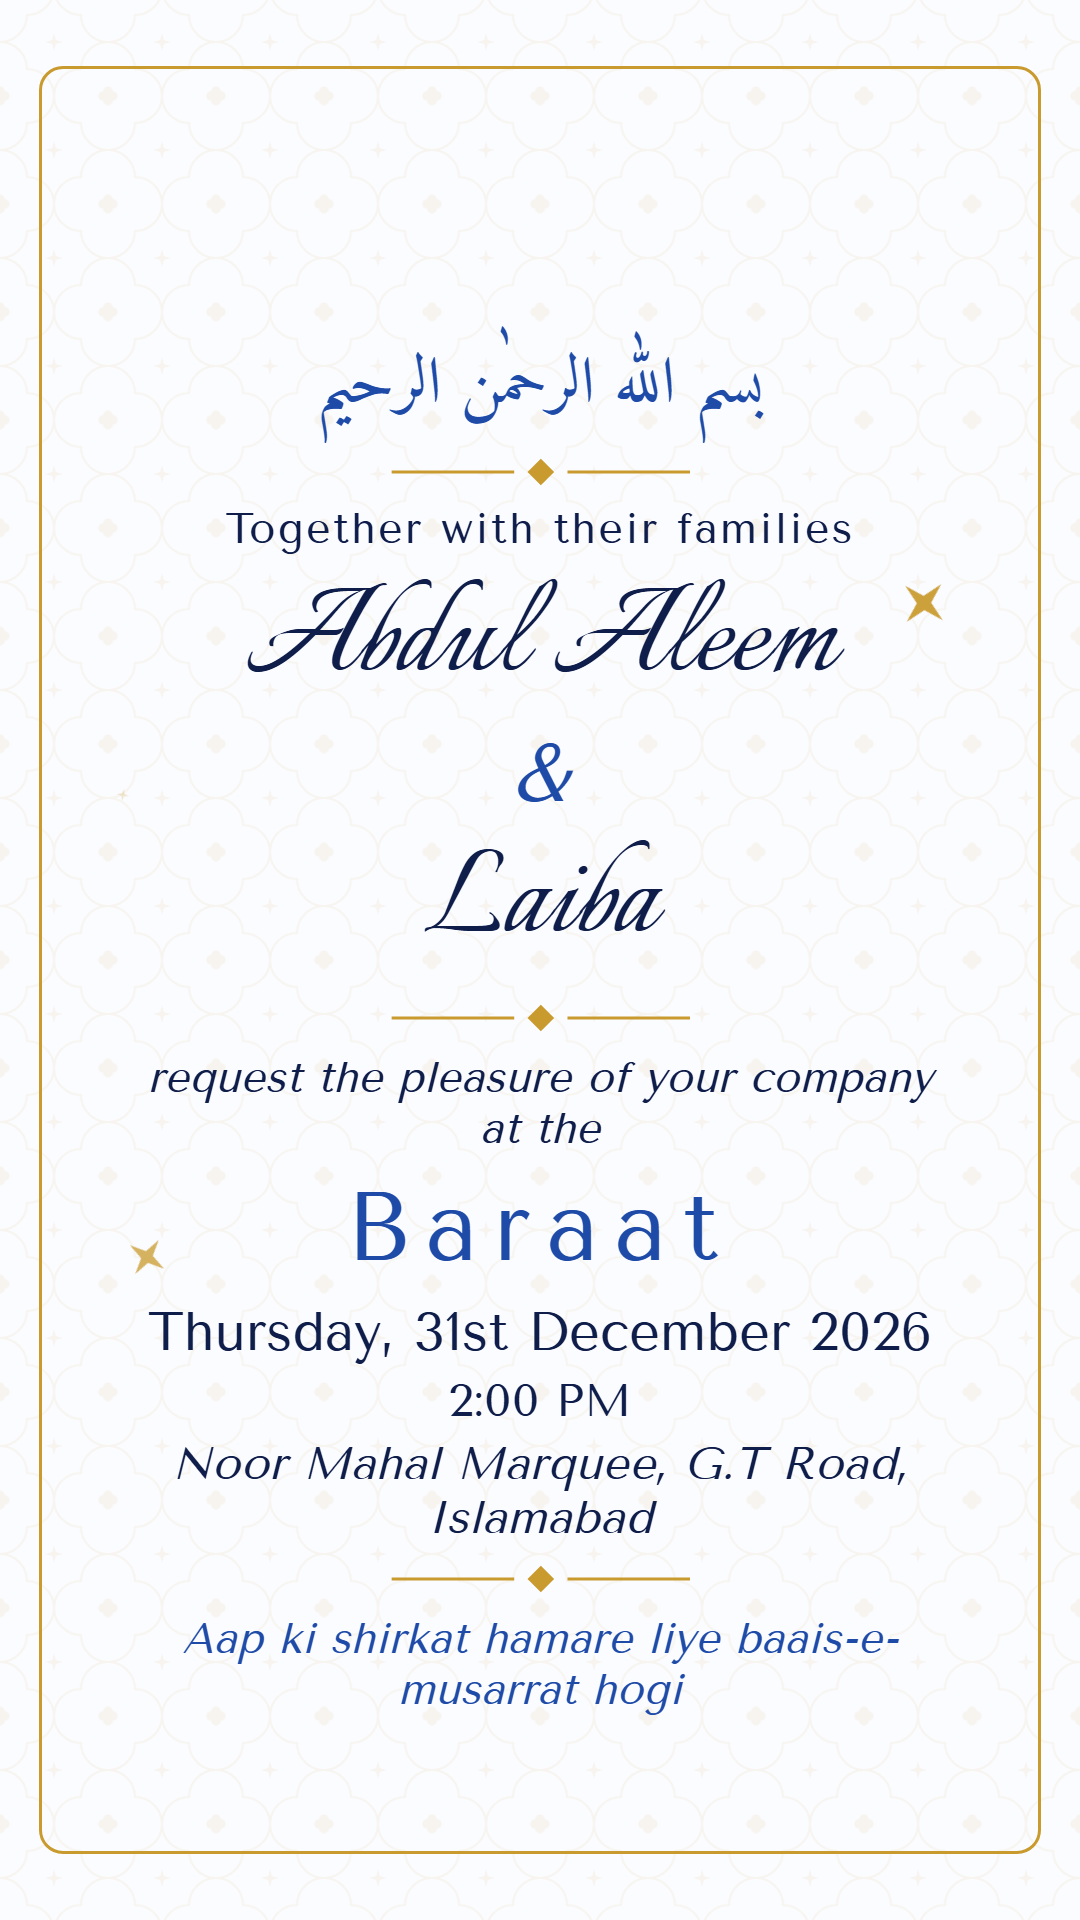 بسم الله الرحمٰن الرحيم
Together with their families
Abdul Aleem
&
Laiba
request the pleasure of your company
at the
Baraat
Thursday, 31st December 2026
2:00 PM
Noor Mahal Marquee, G.T Road,
Islamabad
Aap ki shirkat hamare liye baais-e-
musarrat hogi